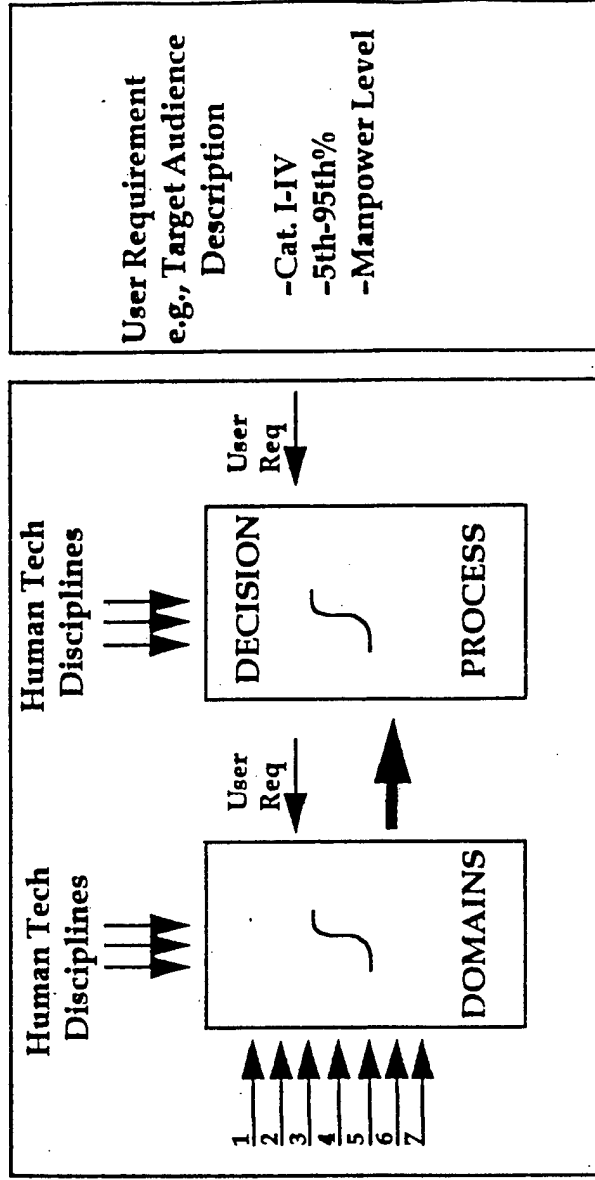 Human Tech
Disciplines
Human Tech
Disciplines
1
2
3
4
5
6
7
DOMAINS
User
Req
DECISION
PROCESS
User
Req
User Requirement
e.g., Target Audience
Description
-Cat. I-IV
-5th-95th%
-Manpower Level